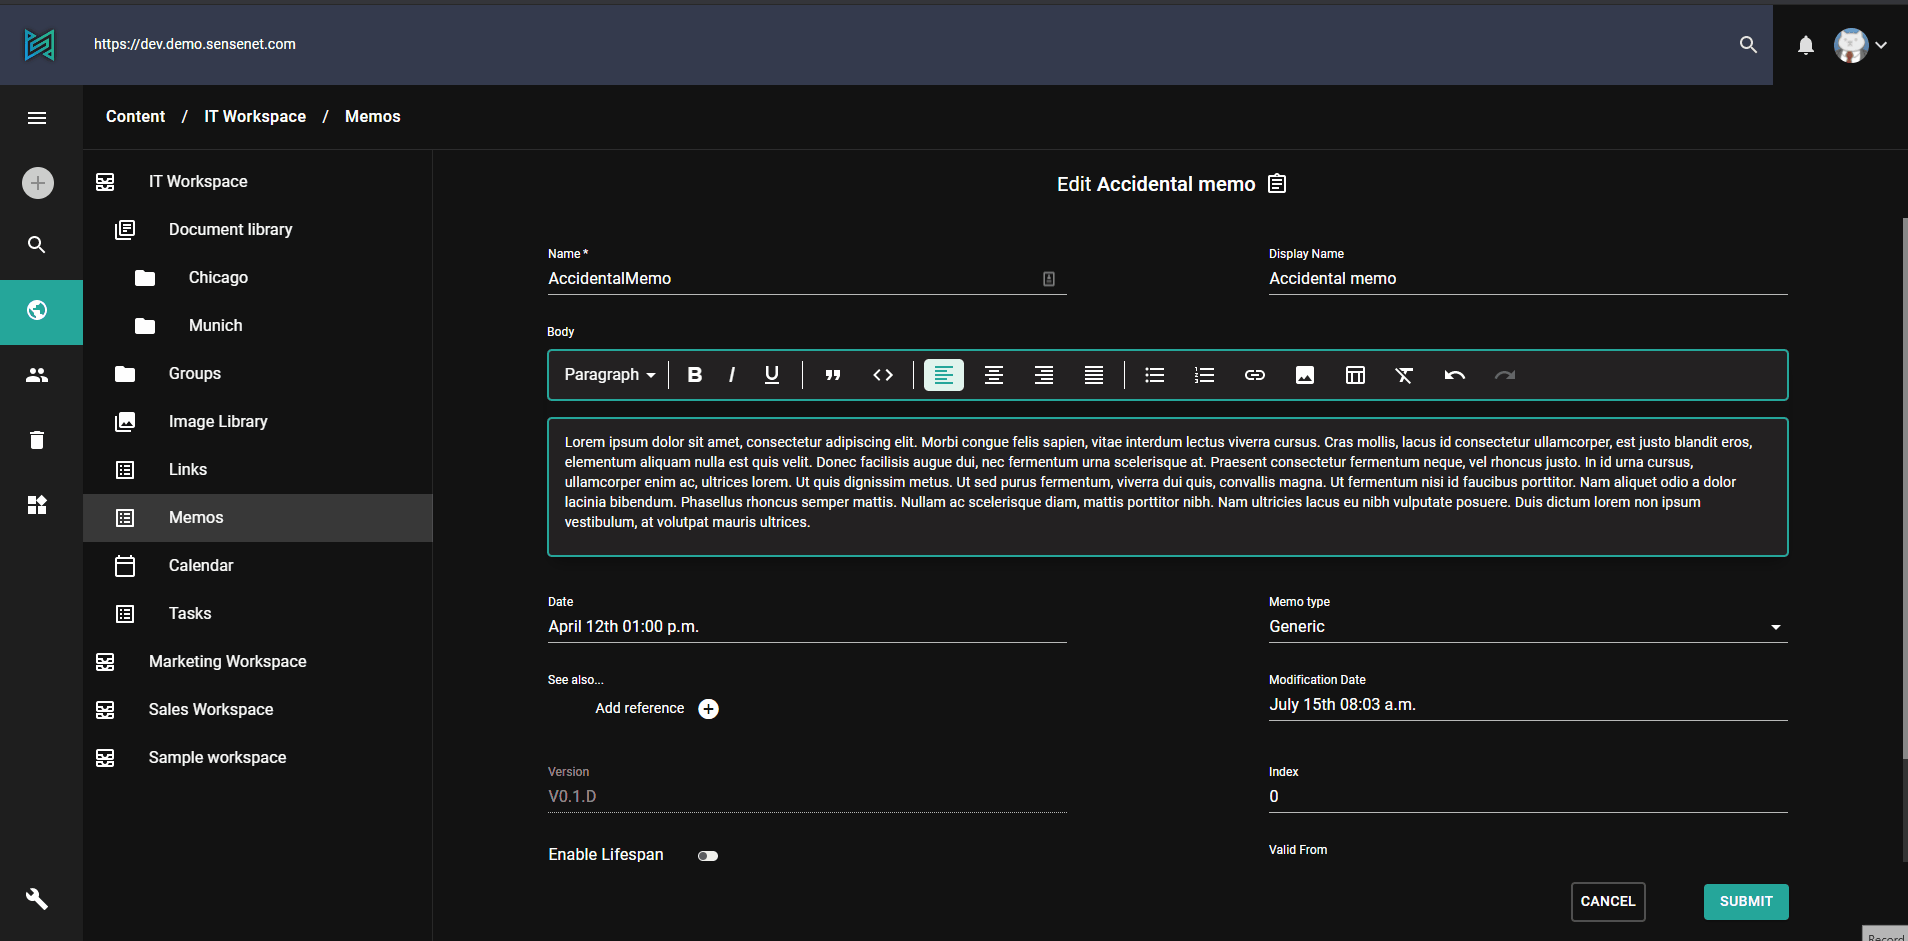 https://dev.demo.sensenet.com
Content / IT Workspace / Memos
IT Workspace
Document library
Chicago
Munich
Groups
Image Library
Links
Memos
Calendar
Tasks
Marketing Workspace
Sales Workspace
Sample workspace
Edit Accidental memo
Name *
AccidentalMemo
Display Name
Accidental memo
Body
Paragraph
Lorem ipsum dolor sit amet, consectetur adipiscing elit. Morbi congue felis sapien, vitae interdum lectus viverra cursus. Cras mollis, lacus id consectetur ullamcorper, est justo blandit eros,
elementum aliquam nulla est quis velit. Donec facilisis augue dui, nec fermentum urna scelerisque at. Praesent consectetur fermentum neque, vel rhoncus justo. In id urna cursus,
ullamcorper enim ac, ultrices lorem. Ut quis dignissim metus. Ut sed purus fermentum, viverra dui quis, convallis magna. Ut fermentum nisi id faucibus porttitor. Nam aliquet odio a dolor
lacinia bibendum. Phasellus rhoncus semper mattis. Nullam ac scelerisque diam, mattis porttitor nibh. Nam ultricies lacus eu nibh vulputate posuere. Duis dictum lorem non ipsum
vestibulum, at volutpat mauris ultrices.
Date
April 12th 01:00 p.m.
Memo type
Generic
See also...
Add reference
Modification Date
July 15th 08:03 a.m.
Version
V0.1.D
Index
0
Enable Lifespan
Valid From
CANCEL
SUBMIT
Record